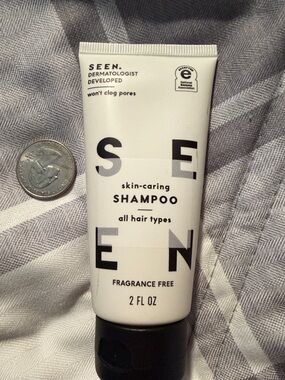 SEEN.
DERMATOLOGIST
DEVELOPED
won't clog pores
S E
skin-caring
SHAMPOO
all hair types
E N
FRAGRANCE FREE
2 FL OZ